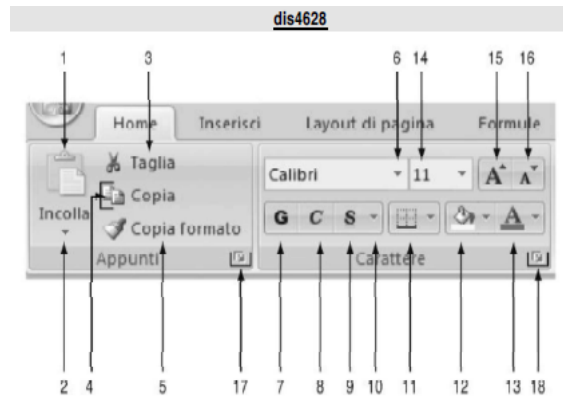 dis4628
1 3 6 14 15 16
Home Inserisci Layout di pagina Formule
Taglia
Calibri 11 A A
Copia
Incolla
G C S A
Copia formato
Appunti Carattere
2 4 5 17 7 8 9 10 11 12 13 18